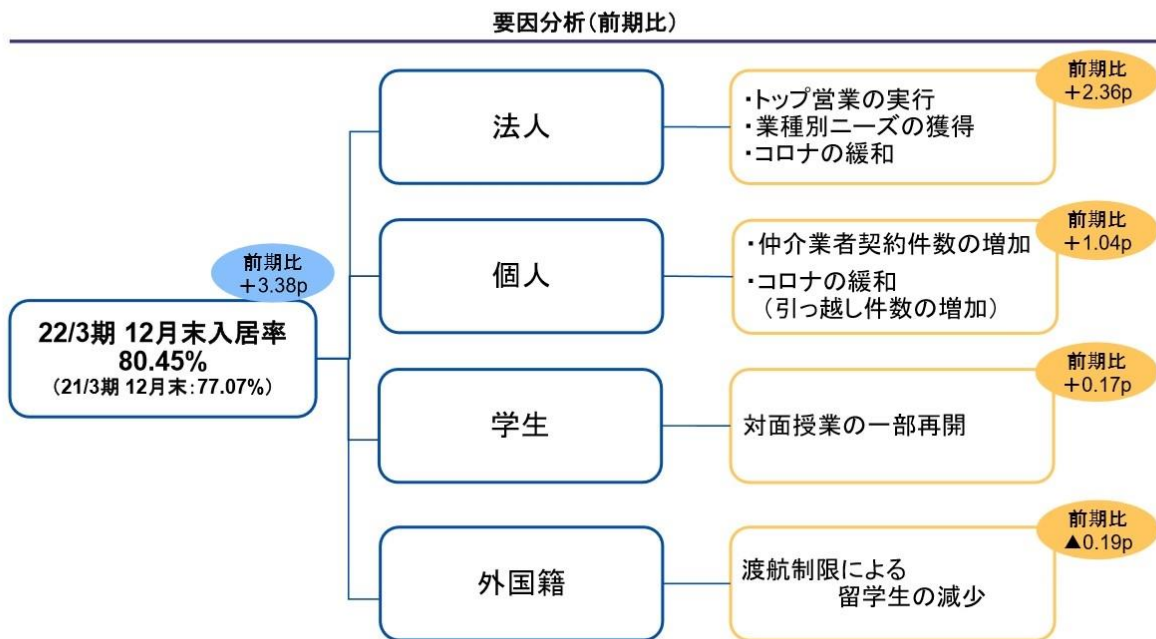 要因分析(前期比)
前期比
+3.38p
22/3期 12月末入居率
80.45%
(21/3期 12月末:77.07%)
法人
・トップ営業の実行
・業種別ニーズの獲得
・コロナの緩和
前期比
+2.36p
個人
・仲介業者契約件数の増加
・コロナの緩和
(引っ越し件数の増加)
前期比
+1.04p
学生
対面授業の一部再開
前期比
+0.17p
外国籍
渡航制限による
留学生の減少
前期比
▲0.19p